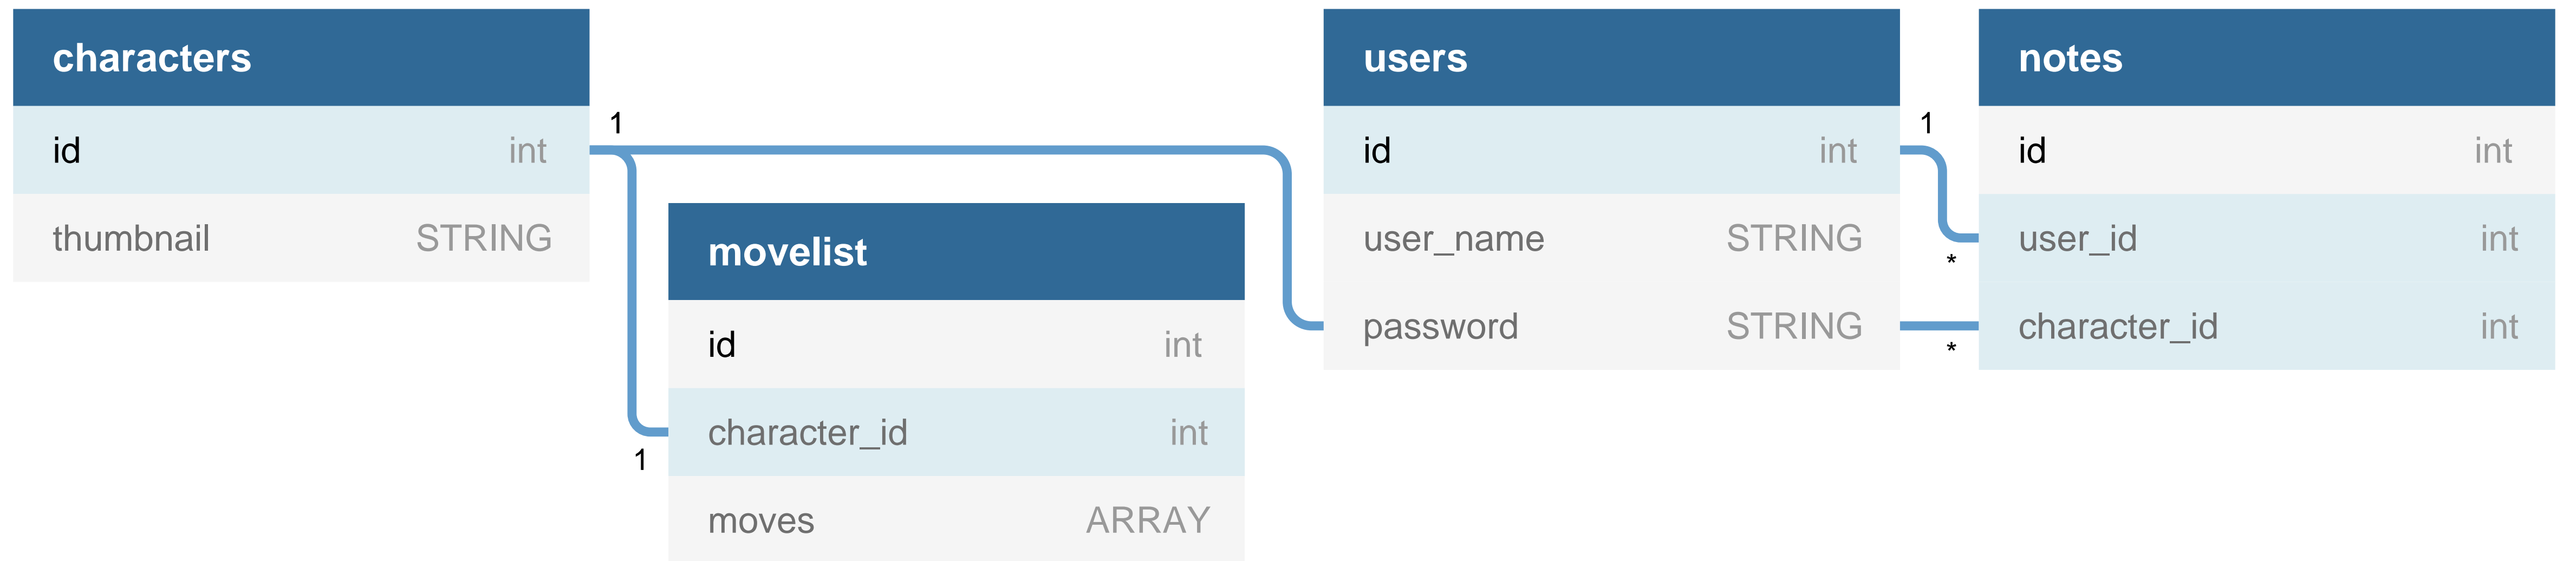 characters
id int
thumbnail STRING
1
1
movelist
id int
character_id int
moves ARRAY
users
id int
user_name STRING
password STRING
1
*
*
notes
id int
user_id int
character_id int